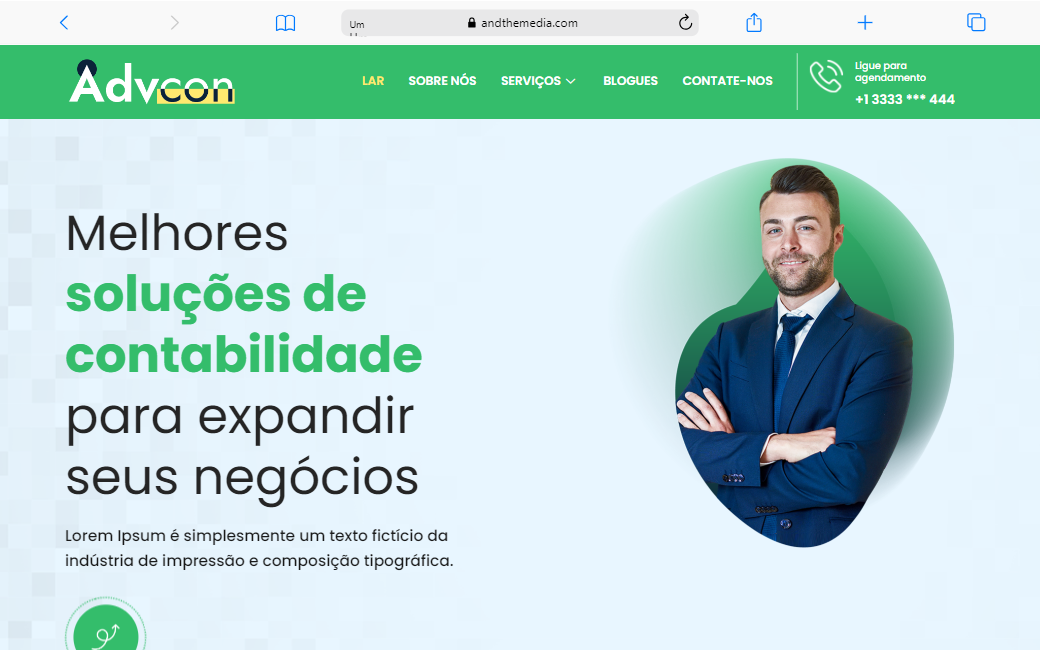 Um
andthemedia.com
Advcon
LAR
SOBRE NÓS
SERVIÇOS
BLOGUES
CONTATE-NOS
Ligue para
agendamento
+1 3333 *** 444
Melhores
soluções de
contabilidade
para expandir
seus negócios
Lorem Ipsum é simplesmente um texto fictício da
indústria de impressão e composição tipográfica.